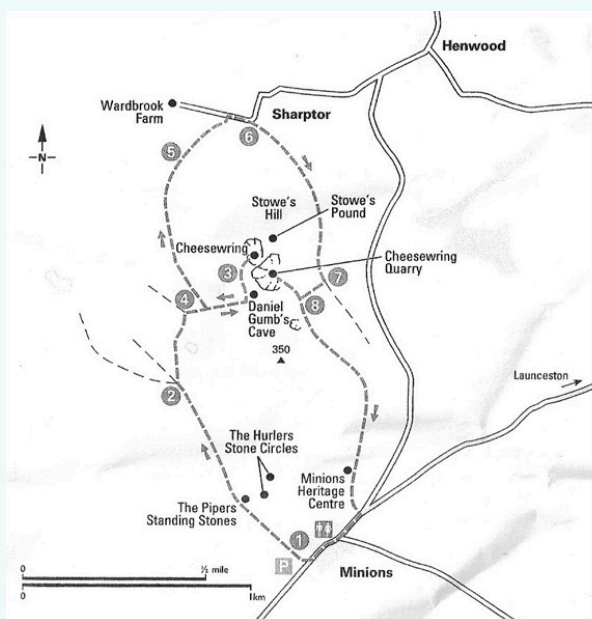 Henwood
Wardbrook
Farm
Sharptor
6
5
N
Stowe's
Hill
Stowe's
Pound
Cheesewring
3
Cheesewring
Quarry
7
4
8
Daniel
Gumb's
Cave
350
2
Launceston
The Hurlers
Stone Circles
Minions
Heritage
Centre
The Pipers
Standing Stones
1
P
Minions
0
½ mile
0
1km